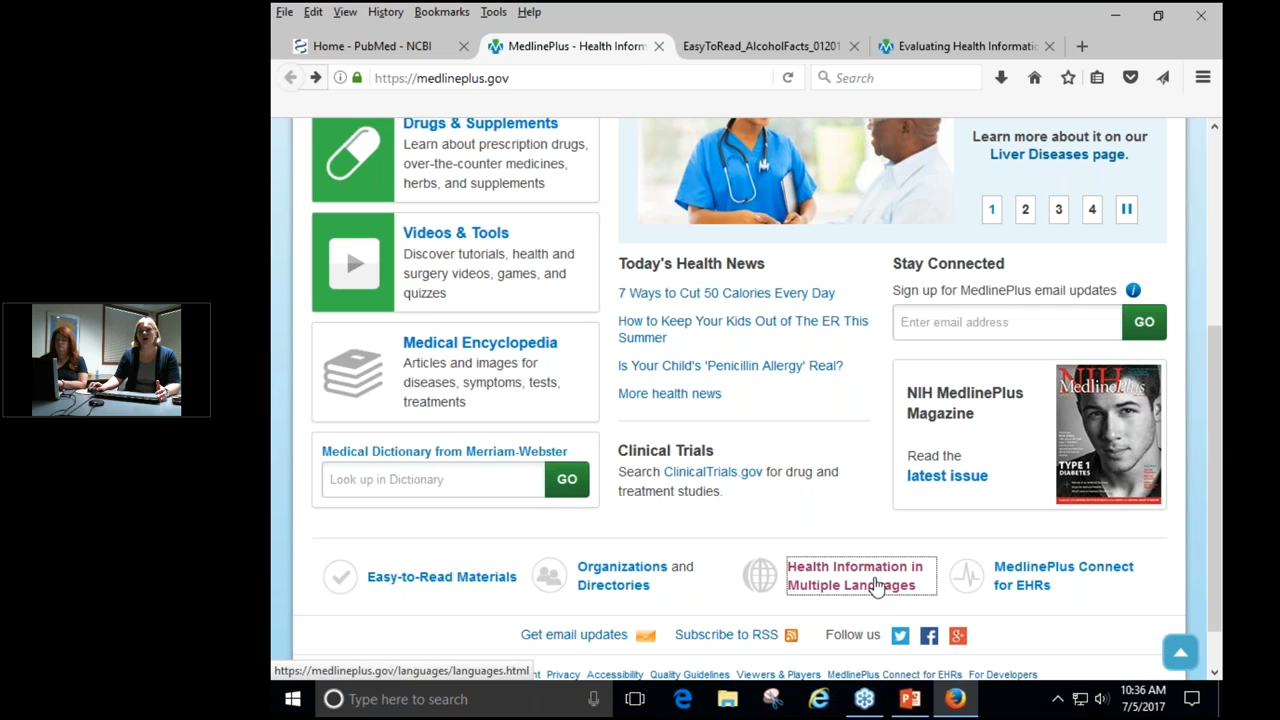 File Edit View History Bookmarks Tools Help
Home - PubMed - NCBI
MedlinePlus - Health Inform
EasyToRead_AlcoholFacts_01201
Evaluating Health Informatic
https://medlineplus.gov
Search
Drugs & Supplements
Learn about prescription drugs,
over-the-counter medicines,
herbs, and supplements
Videos & Tools
Discover tutorials, health and
surgery videos, games, and
quizzes
Medical Encyclopedia
Articles and images for
diseases, symptoms, tests,
treatments
Medical Dictionary from Merriam-Webster
Look up in Dictionary GO
Learn more about it on our
Liver Diseases page.
1 2 3 4
Today's Health News
7 Ways to Cut 50 Calories Every Day
How to Keep Your Kids Out of The ER This
Summer
Is Your Child's 'Penicillin Allergy' Real?
More health news
Clinical Trials
Search ClinicalTrials.gov for drug and
treatment studies.
Stay Connected
Sign up for MedlinePlus email updates
Enter email address GO
NIH MedlinePlus
Magazine
Read the
latest issue
NIH
MedlinePlus
TYPE 1
DIABETES
Easy-to-Read Materials
Organizations and
Directories
Health Information in
Multiple Languages
MedlinePlus Connect
for EHRs
Get email updates
Subscribe to RSS
Follow us
https://medlineplus.gov/languages/languages.html
Privacy Accessibility Quality Guidelines Viewers & Players MedlinePlus Connect for EHRs For Developers
Type here to search
10:36 AM
7/5/2017